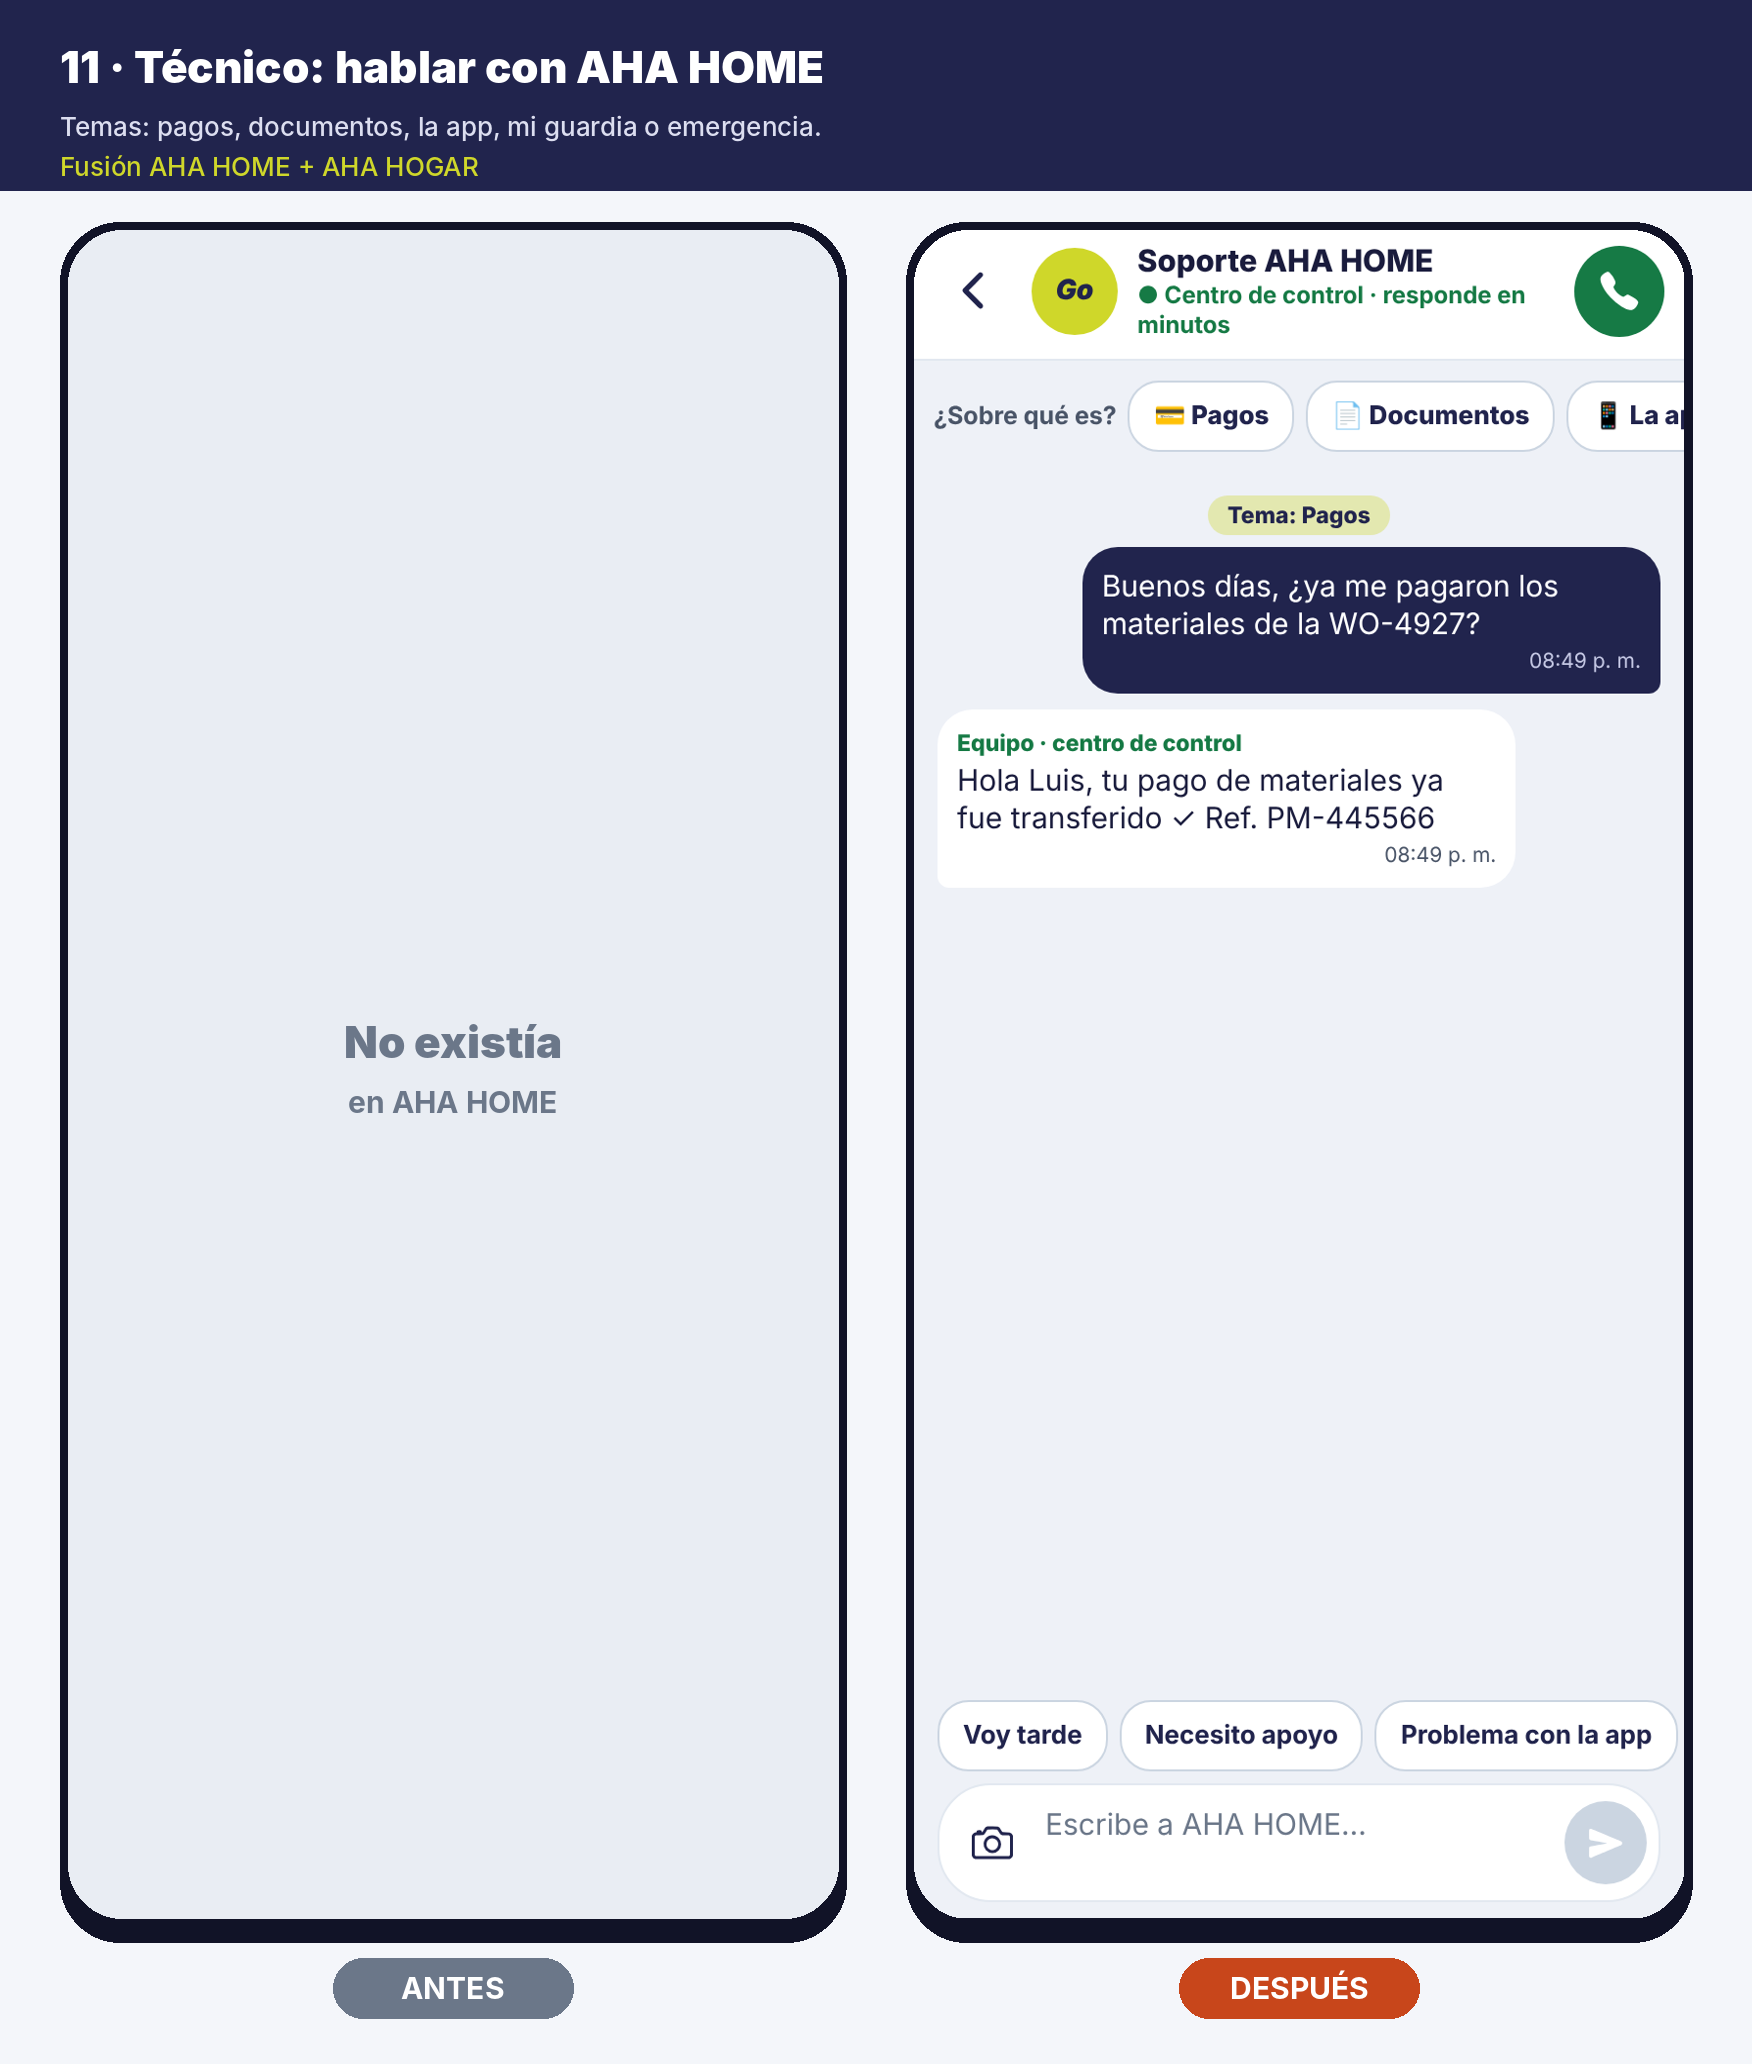 11 · Técnico: hablar con AHA HOME
Temas: pagos, documentos, la app, mi guardia o emergencia.
Fusión AHA HOME + AHA HOGAR
No existía
en AHA HOME
ANTES
Go
Soporte AHA HOME
● Centro de control · responde en
minutos
¿Sobre qué es?
💳 Pagos
📄 Documentos
📱 La ap
Tema: Pagos
Buenos días, ¿ya me pagaron los
materiales de la WO-4927?
08:49 p. m.
Equipo · centro de control
Hola Luis, tu pago de materiales ya
fue transferido ✓ Ref. PM-445566
08:49 p. m.
Voy tarde
Necesito apoyo
Problema con la app
Escribe a AHA HOME...
DESPUÉS